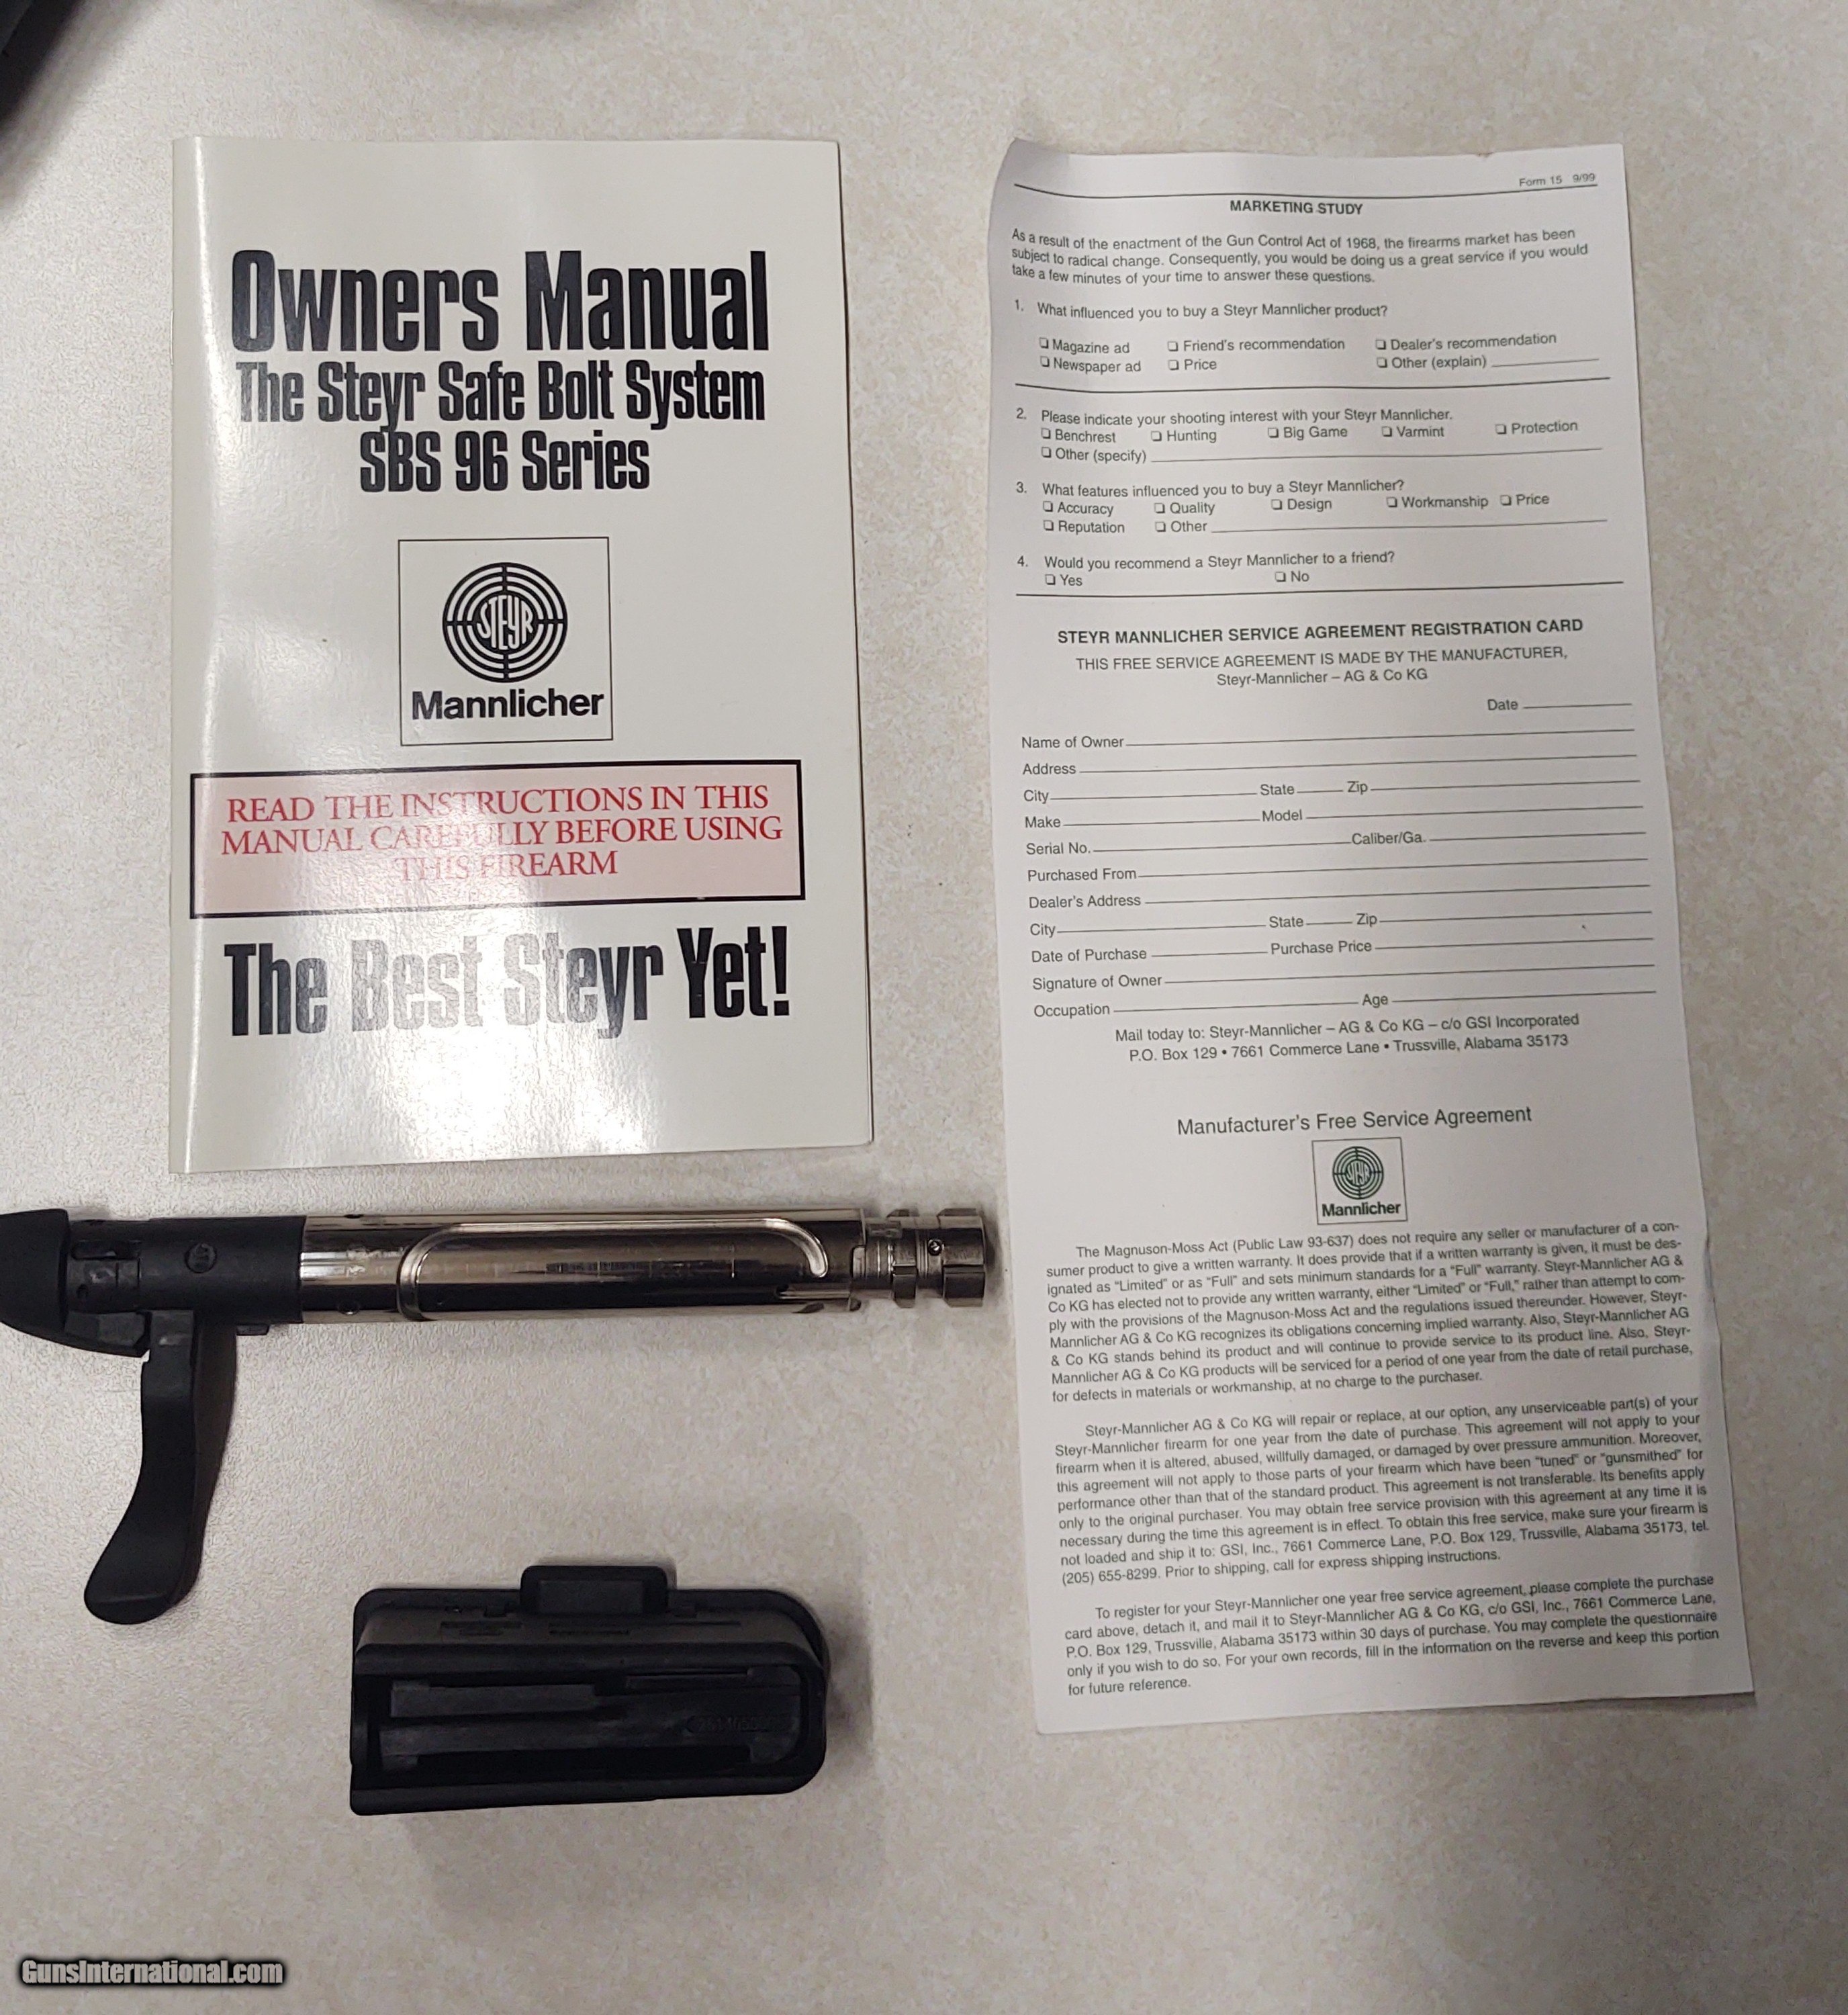 Owners Manual
The Steyr Safe Bolt System
SBS 96 Series
STEYR
Mannlicher
READ THE INSTRUCTIONS IN THIS
MANUAL CAREFULLY BEFORE USING
THIS FIREARM
The Best Steyr Yet!
Form 15 9/99
MARKETING STUDY
As a result of the enactment of the Gun Control Act of 1968, the firearms market has been
subject to radical change. Consequently, you would be doing us a great service if you would
take a few minutes of your time to answer these questions.
1. What influenced you to buy a Steyr Mannlicher product?
❏ Magazine ad ❏ Friend's recommendation ❏ Dealer's recommendation
❏ Newspaper ad ❏ Price ❏ Other (explain)
2. Please indicate your shooting interest with your Steyr Mannlicher.
❏ Benchrest ❏ Hunting ❏ Big Game ❏ Varmint ❏ Protection
❏ Other (specify)
3. What features influenced you to buy a Steyr Mannlicher?
❏ Accuracy ❏ Quality ❏ Design ❏ Workmanship ❏ Price
❏ Reputation ❏ Other
4. Would you recommend a Steyr Mannlicher to a friend?
❏ Yes ❏ No
STEYR MANNLICHER SERVICE AGREEMENT REGISTRATION CARD
THIS FREE SERVICE AGREEMENT IS MADE BY THE MANUFACTURER,
Steyr-Mannlicher – AG & Co KG
Date
Name of Owner
Address
City State Zip
Make Model
Serial No. Caliber/Ga.
Purchased From
Dealer's Address
City State Zip
Date of Purchase Purchase Price
Signature of Owner
Occupation Age
Mail today to: Steyr-Mannlicher – AG & Co KG – c/o GSI Incorporated
P.O. Box 129 • 7661 Commerce Lane • Trussville, Alabama 35173
Manufacturer's Free Service Agreement
STEYR
Mannlicher
The Magnuson-Moss Act (Public Law 93-637) does not require any seller or manufacturer of a con-
sumer product to give a written warranty. It does provide that if a written warranty is given, it must be des-
ignated as "Limited" or as "Full" and sets minimum standards for a "Full" warranty. Steyr-Mannlicher AG &
Co KG has elected not to provide any written warranty, either "Limited" or "Full," rather than attempt to com-
ply with the provisions of the Magnuson-Moss Act and the regulations issued thereunder. However, Steyr-
Mannlicher AG & Co KG recognizes its obligations concerning implied warranty. Also, Steyr-Mannlicher AG
& Co KG stands behind its product and will continue to provide service to its product line. Also, Steyr-
Mannlicher AG & Co KG products will be serviced for a period of one year from the date of retail purchase,
for defects in materials or workmanship, at no charge to the purchaser.
Steyr-Mannlicher AG & Co KG will repair or replace, at our option, any unserviceable part(s) of your
Steyr-Mannlicher firearm for one year from the date of purchase. This agreement will not apply to your
firearm when it is altered, abused, willfully damaged, or damaged by over pressure ammunition. Moreover,
this agreement will not apply to those parts of your firearm which have been "tuned" or "gunsmithed" for
performance other than that of the standard product. This agreement is not transferable. Its benefits apply
only to the original purchaser. You may obtain free service provision with this agreement at any time it is
necessary during the time this agreement is in effect. To obtain this free service, make sure your firearm is
not loaded and ship it to: GSI, Inc., 7661 Commerce Lane, P.O. Box 129, Trussville, Alabama 35173, tel.
(205) 655-8299. Prior to shipping, call for express shipping instructions.
To register for your Steyr-Mannlicher one year free service agreement, please complete the purchase
card above, detach it, and mail it to Steyr-Mannlicher AG & Co KG, c/o GSI, Inc., 7661 Commerce Lane,
P.O. Box 129, Trussville, Alabama 35173 within 30 days of purchase. You may complete the questionnaire
only if you wish to do so. For your own records, fill in the information on the reverse and keep this portion
for future reference.
GunsInternational.com